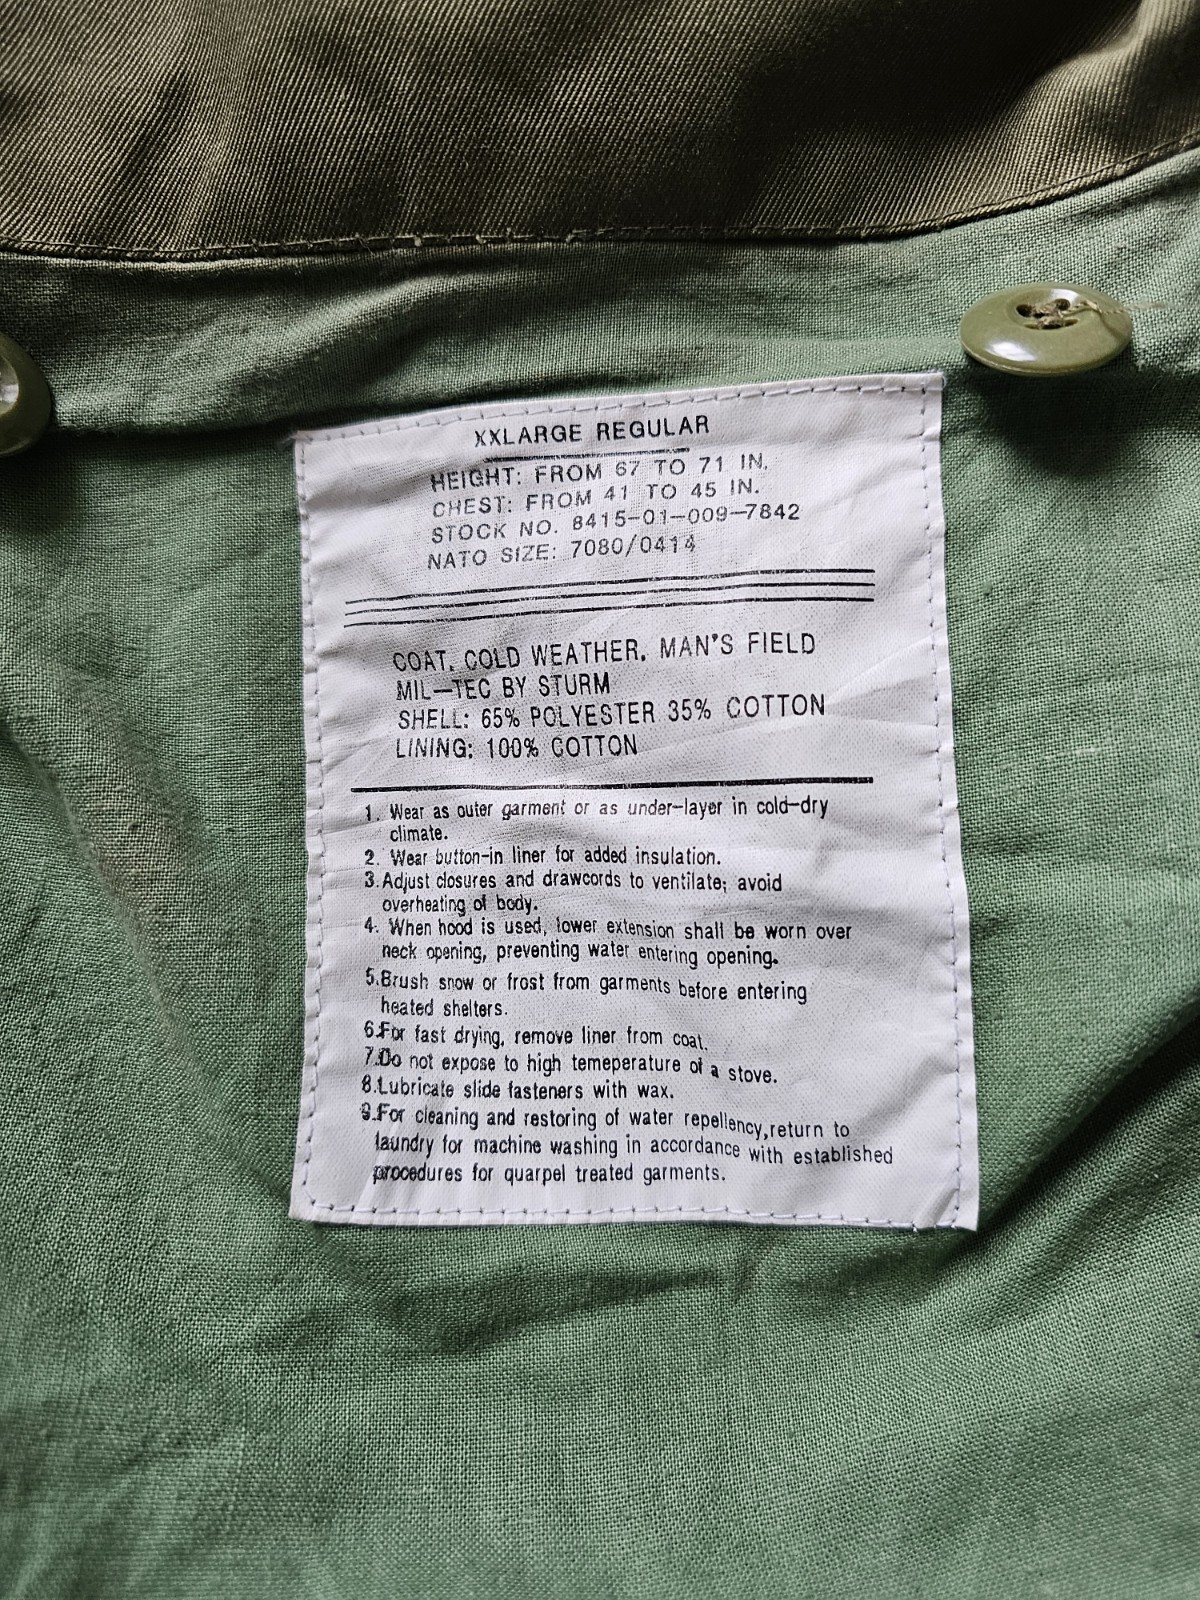 XXLARGE REGULAR
HEIGHT: FROM 67 TO 71 IN.
CHEST: FROM 41 TO 45 IN.
STOCK NO. 8415-01-009-7842
NATO SIZE: 7080/0414
COAT, COLD WEATHER, MAN'S FIELD
MIL-TEC BY STURM
SHELL: 65% POLYESTER 35% COTTON
LINING: 100% COTTON
1. Wear as outer garment or as under-layer in cold-dry
climate.
2. Wear button-in liner for added insulation.
3.Adjust closures and drawcords to ventilate; avoid
overheating of body.
4. When hood is used, lower extension shall be worn over
neck opening, preventing water entering opening.
5.Brush snow or frost from garments before entering
heated shelters.
6.For fast drying, remove liner from coat.
7.Do not expose to high temeperature of a stove.
8.Lubricate slide fasteners with wax.
9.For cleaning and restoring of water repellency,return to
laundry for machine washing in accordance with established
procedures for quarpel treated garments.